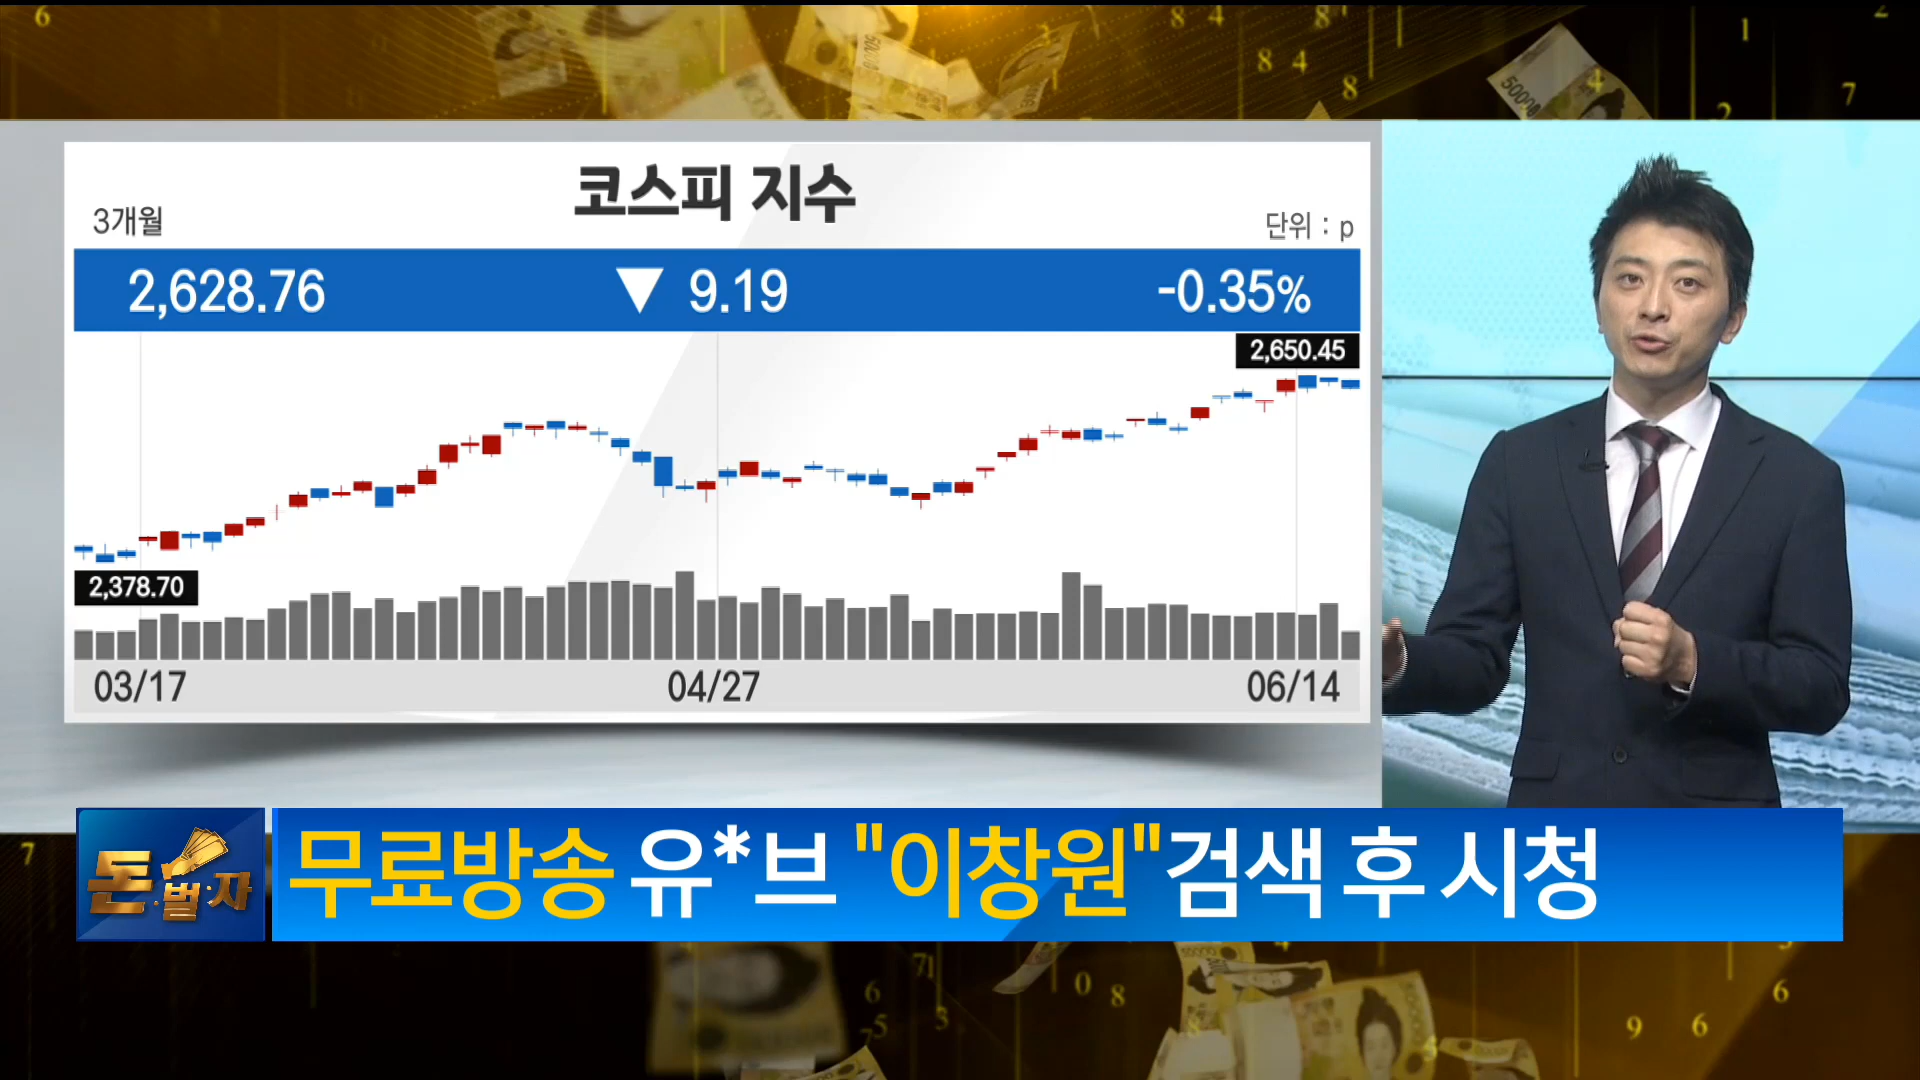 코스피 지수
3개월
단위 : p
2,628.76 ▼ 9.19 -0.35%
2,650.45
2,378.70
03/17 04/27 06/14
돈.벌.자
무료방송 유*브 "이창원"검색 후 시청